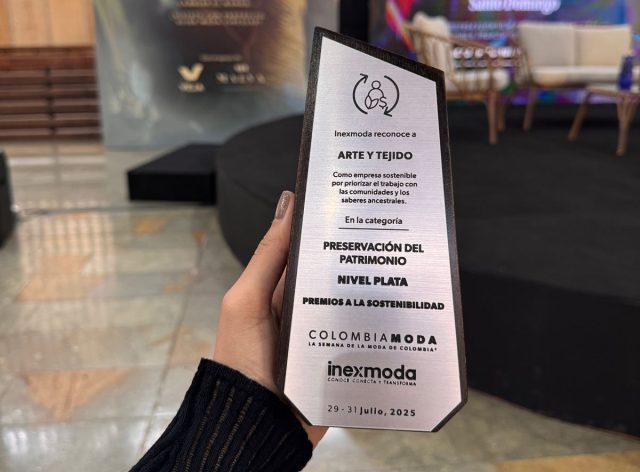 Santo Domingo
Inexmoda reconoce a
ARTE Y TEJIDO
Como empresa sostenible
por priorizar el trabajo con
las comunidades y los
saberes ancestrales.
En la categoría
PRESERVACIÓN DEL
PATRIMONIO
NIVEL PLATA
PREMIOS A LA SOSTENIBILIDAD
COLOMBIAMODA
LA SEMANA DE LA MODA DE COLOMBIA®
inexmoda
CONOCE CONECTA Y TRANSFORMA
29 - 31 Julio, 2025